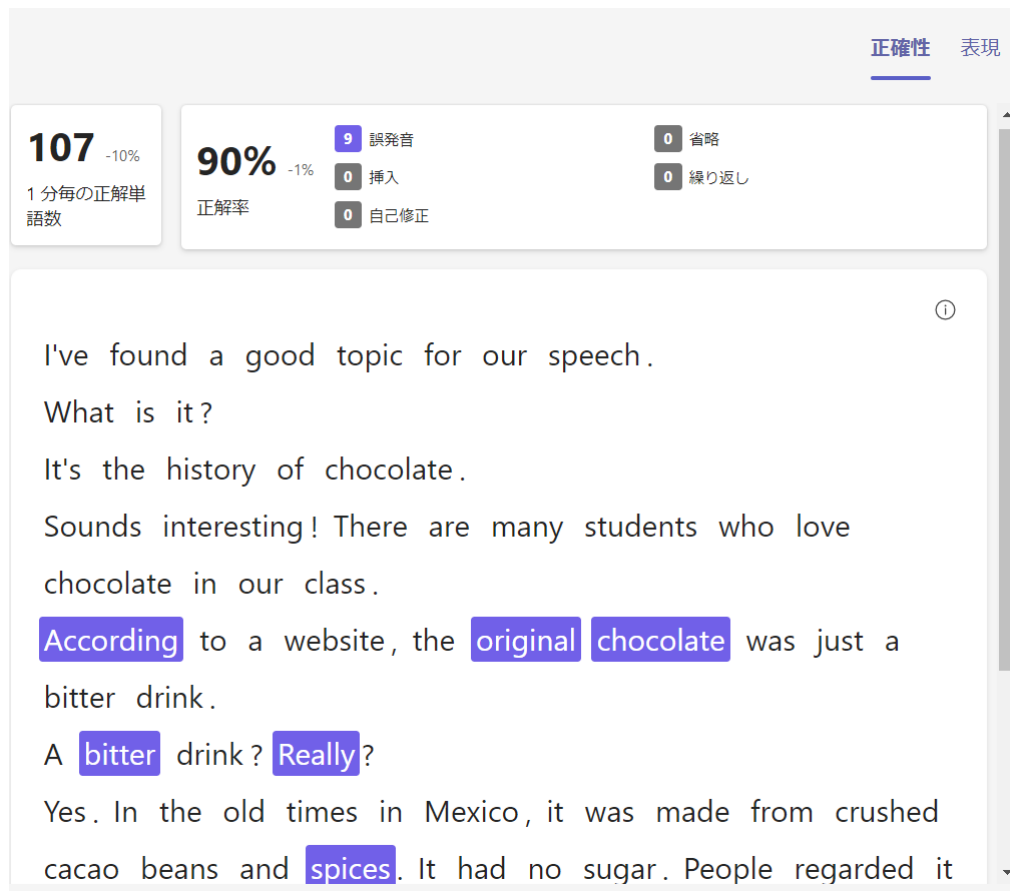 正確性 表現
107 -10%
1 分毎の正解単
語数
90% -1%
正解率
9 誤発音
0 挿入
0 自己修正
0 省略
0 繰り返し
I've found a good topic for our speech.
What is it?
It's the history of chocolate.
Sounds interesting! There are many students who love
chocolate in our class.
According to a website, the original chocolate was just a
bitter drink.
A bitter drink? Really?
Yes. In the old times in Mexico, it was made from crushed
cacao beans and spices. It had no sugar. People regarded it